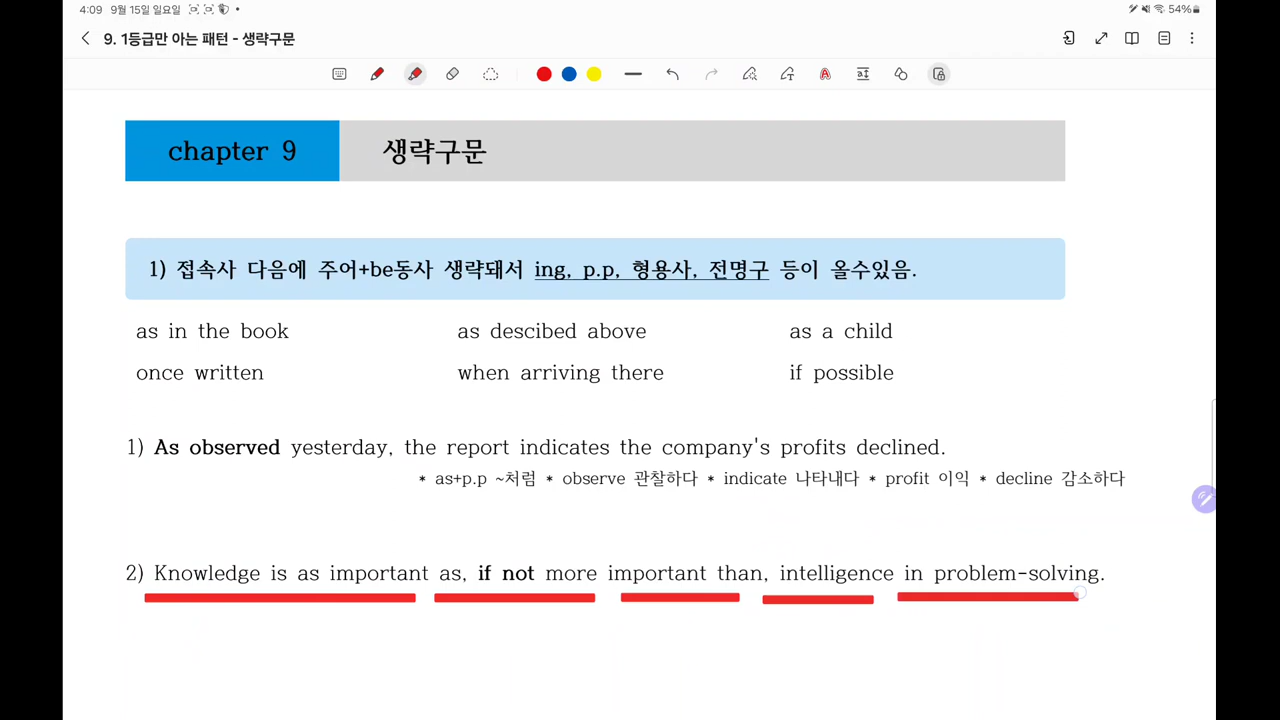 4:09 9월 15일 일요일
54%
9. 1등급만 아는 패턴 - 생략구문
chapter 9 생략구문
1) 접속사 다음에 주어+be동사 생략돼서 ing, p.p, 형용사, 전명구 등이 올수있음.
as in the book as descibed above as a child
once written when arriving there if possible
1) As observed yesterday, the report indicates the company's profits declined.
* as+p.p ~처럼 * observe 관찰하다 * indicate 나타내다 * profit 이익 * decline 감소하다
2) Knowledge is as important as, if not more important than, intelligence in problem-solving.